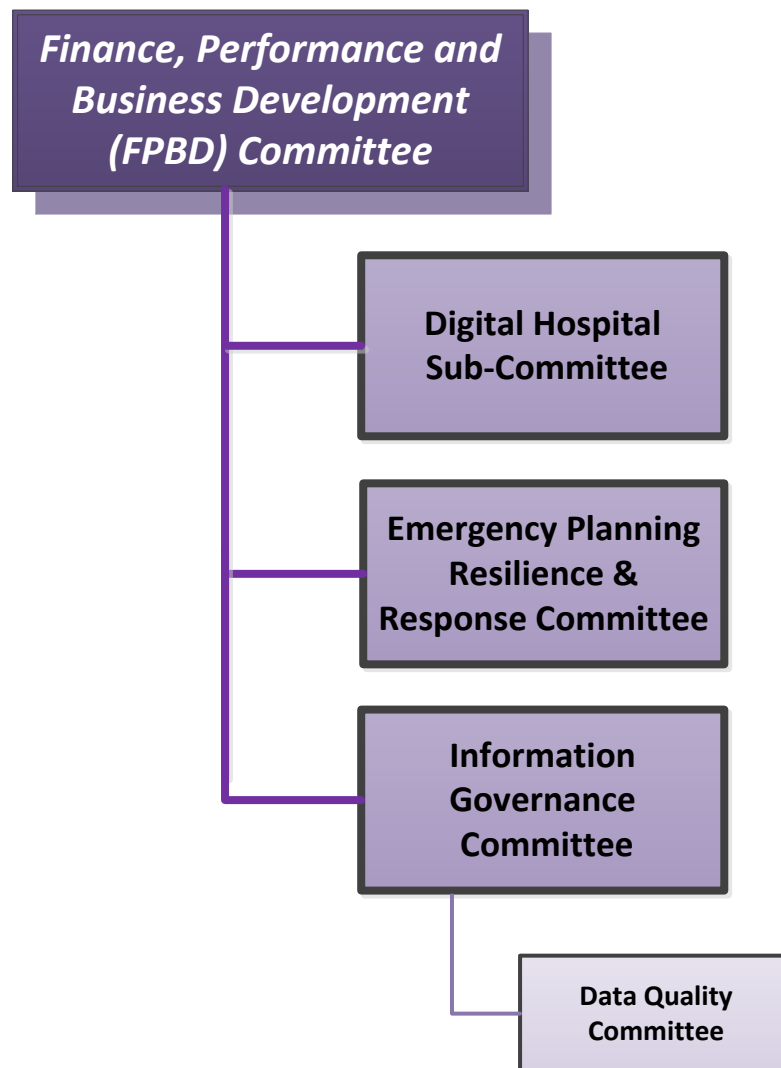 Finance, Performance and
Business Development
(FPBD) Committee
Digital Hospital
Sub-Committee
Emergency Planning
Resilience &
Response Committee
Information
Governance
Committee
Data Quality
Committee